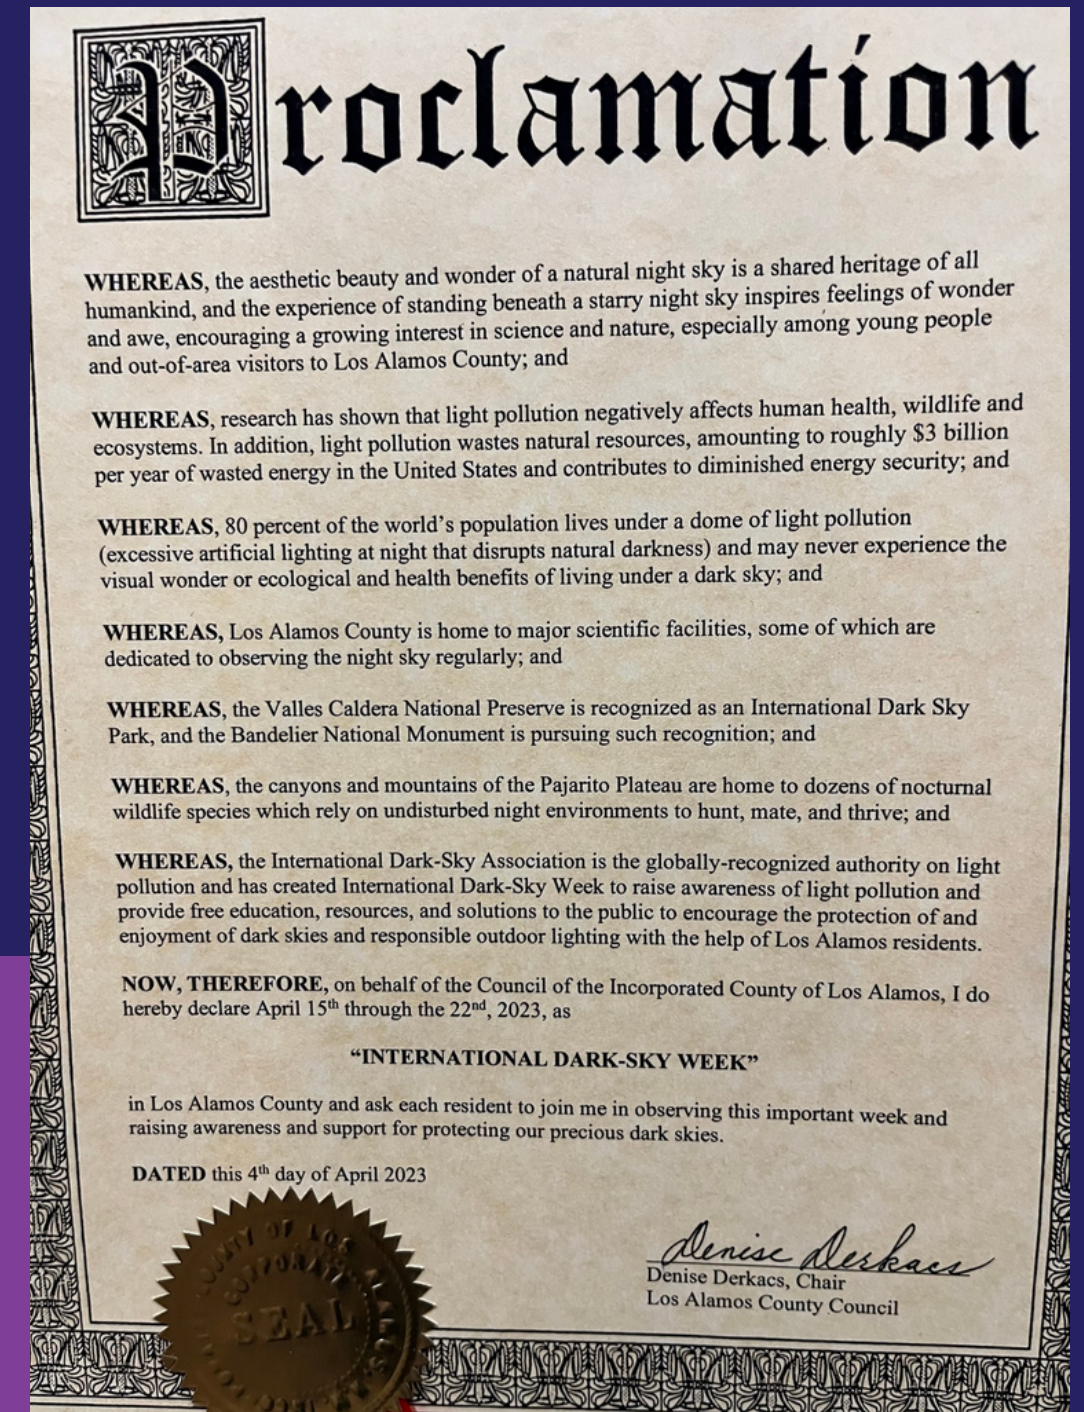 Proclamation
WHEREAS, the aesthetic beauty and wonder of a natural night sky is a shared heritage of all
humankind, and the experience of standing beneath a starry night sky inspires feelings of wonder
and awe, encouraging a growing interest in science and nature, especially among young people
and out-of-area visitors to Los Alamos County; and
WHEREAS, research has shown that light pollution negatively affects human health, wildlife and
ecosystems. In addition, light pollution wastes natural resources, amounting to roughly $3 billion
per year of wasted energy in the United States and contributes to diminished energy security; and
WHEREAS, 80 percent of the world's population lives under a dome of light pollution
(excessive artificial lighting at night that disrupts natural darkness) and may never experience the
visual wonder or ecological and health benefits of living under a dark sky; and
WHEREAS, Los Alamos County is home to major scientific facilities, some of which are
dedicated to observing the night sky regularly; and
WHEREAS, the Valles Caldera National Preserve is recognized as an International Dark Sky
Park, and the Bandelier National Monument is pursuing such recognition; and
WHEREAS, the canyons and mountains of the Pajarito Plateau are home to dozens of nocturnal
wildlife species which rely on undisturbed night environments to hunt, mate, and thrive; and
WHEREAS, the International Dark-Sky Association is the globally-recognized authority on light
pollution and has created International Dark-Sky Week to raise awareness of light pollution and
provide free education, resources, and solutions to the public to encourage the protection of and
enjoyment of dark skies and responsible outdoor lighting with the help of Los Alamos residents.
NOW, THEREFORE, on behalf of the Council of the Incorporated County of Los Alamos, I do
hereby declare April 15th through the 22nd, 2023, as
“INTERNATIONAL DARK-SKY WEEK”
in Los Alamos County and ask each resident to join me in observing this important week and
raising awareness and support for protecting our precious dark skies.
DATED this 4th day of April 2023
Denise Derkacs
Denise Derkacs, Chair
Los Alamos County Council
COUNTY OF LOS ALAMOS
CORPORATE
SEAL